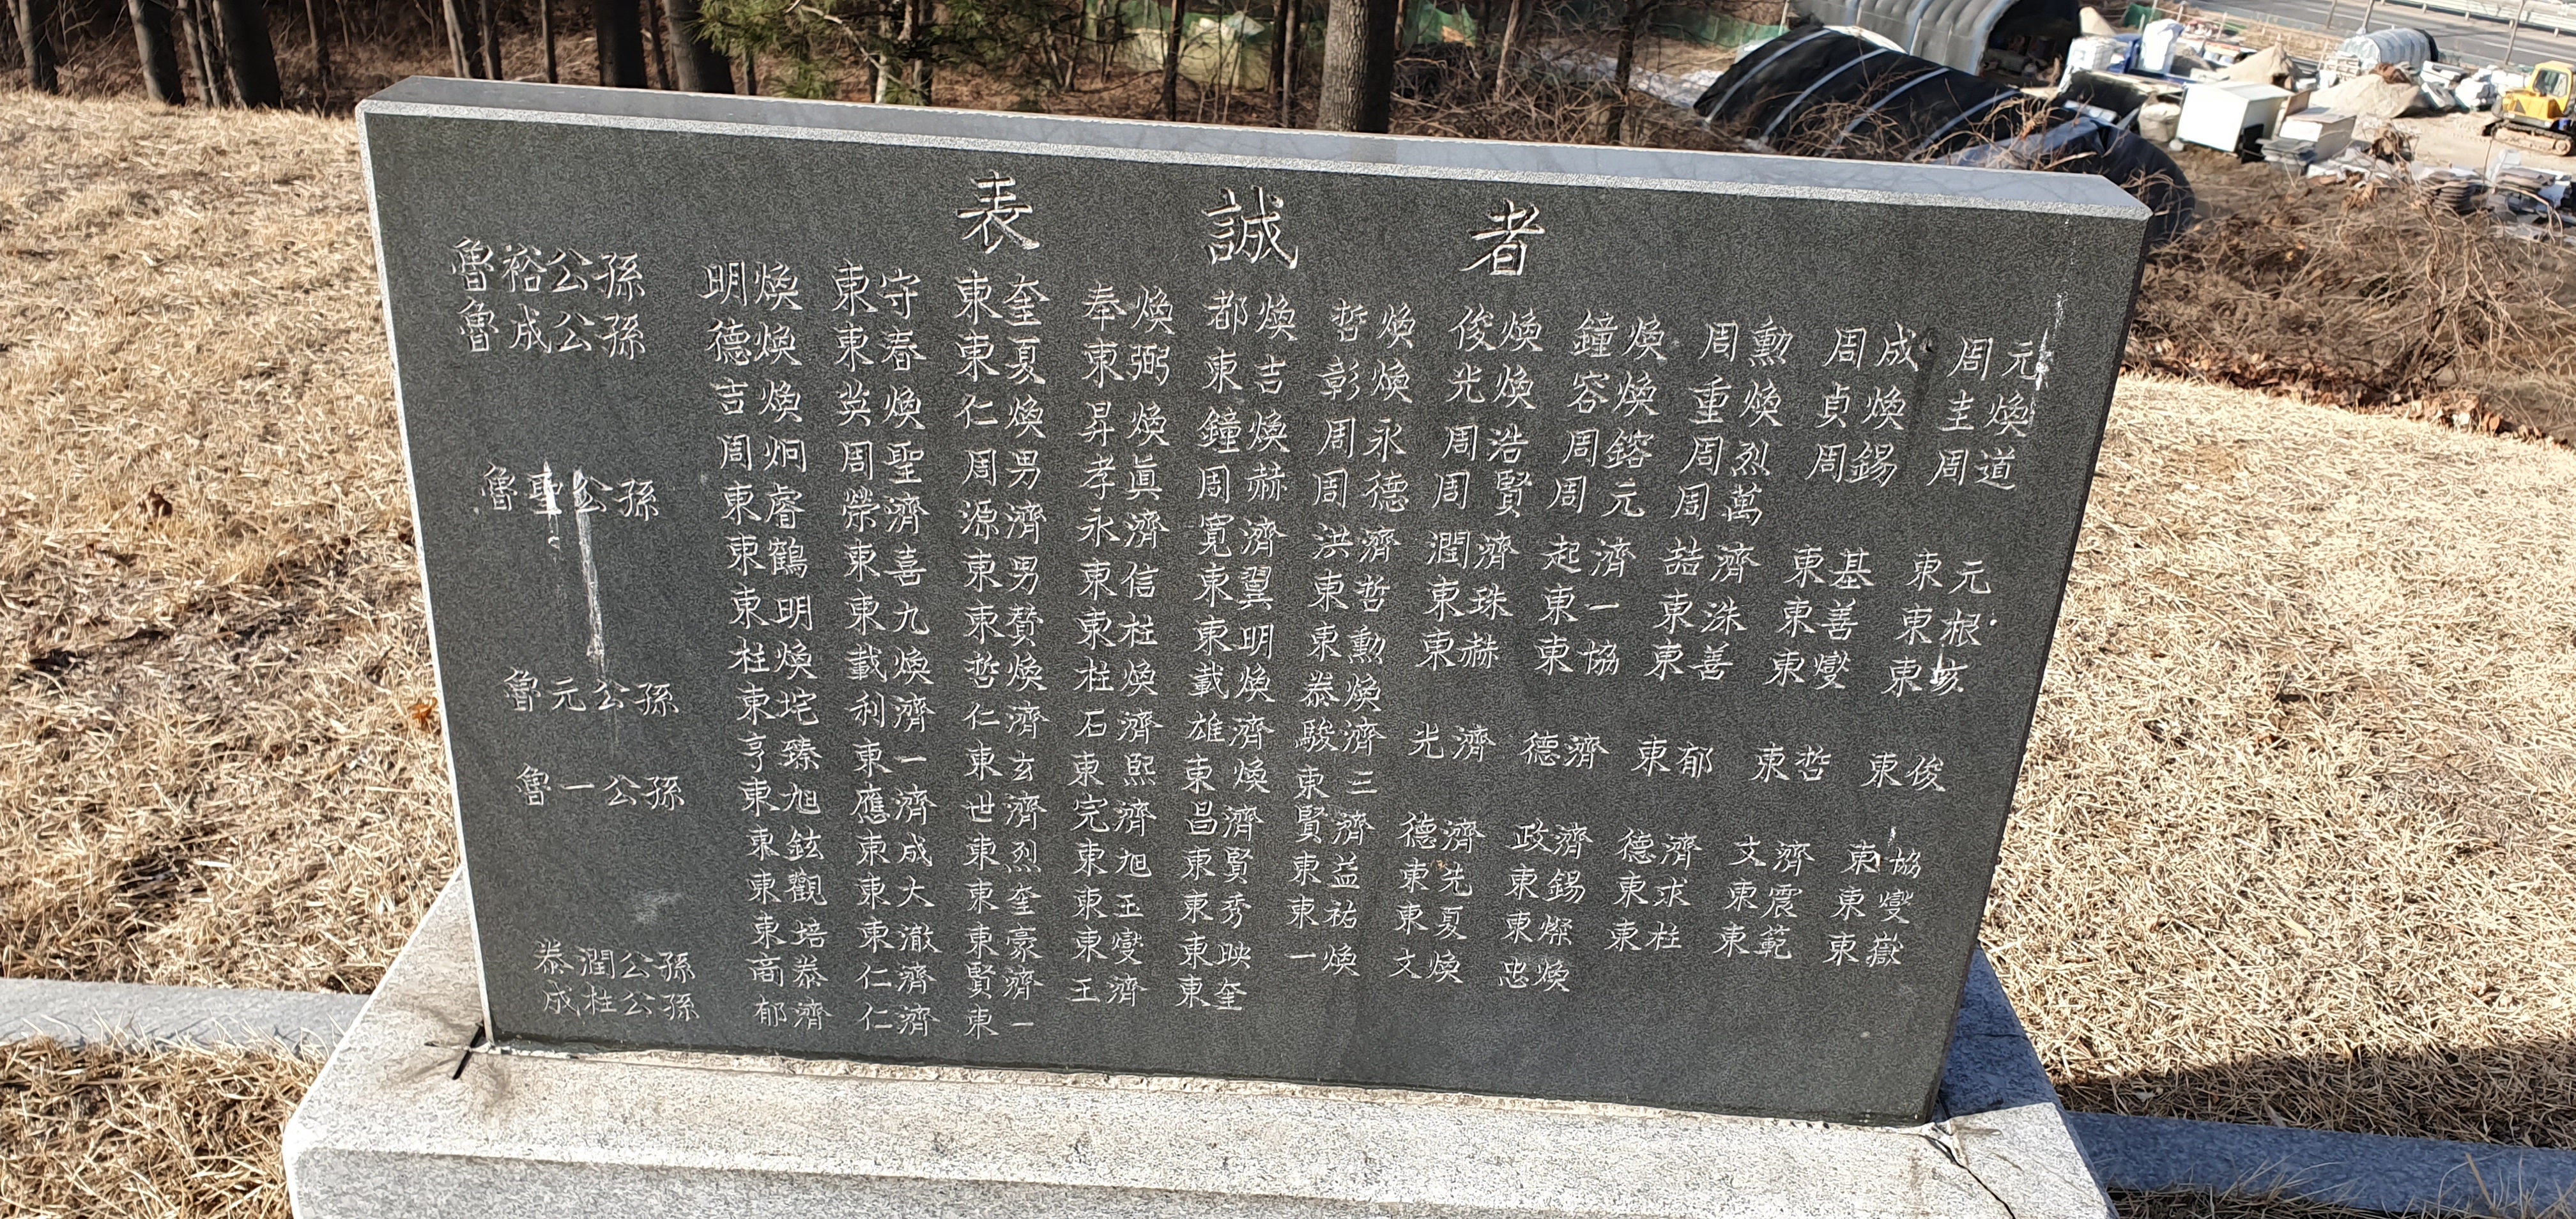 表誠者
魯裕公孫 明煥 東守 東奎 奉煥 都煥 哲煥 俊煥 鐘煥 周勳 周成 周元
魯成公孫 德煥 東春 東夏 東弼 東吉 彰煥 光煥 容煥 重煥 貞煥 圭煥
吉煥 英煥 仁煥 昇煥 鐘煥 周永 周浩 周鎔 周烈 周錫 周道
魯聖公孫 周炯 周聖 周男 孝眞 周赫 周德 周賢 周元 周萬
東睿 榮濟 源濟 永濟 寬濟 洪濟 潤濟 起濟 喆濟 東基 東元
東鶴 東喜 東男 東信 東翼 東哲 東珠 東一 東洙 東善 東根
東明 東九 東贊 東柱 東明 東勳 東赫 東協 東善 東燮 東亥
魯元公孫 柱煥 載煥 哲煥 柱煥 載煥 泰煥
東垞 利濟 仁濟 石濟 雄濟 駿濟 光濟 德濟 東郁 東哲 東俊
魯一公孫 亨臻 東一 東玄 東熙 東煥 東三
東旭 應濟 世濟 完濟 昌濟 賢濟 德濟 政濟 德濟 文濟 東協
東鉉 東成 東烈 東旭 東賢 東益 東先 東錫 東求 東震 東燮
東觀 東大 東奎 東玉 東秀 東祐 東夏 東燦 東柱 東範 東嶽
泰潤公孫 東培 東澈 東豪 東燮 東映 一煥 文煥 忠煥
成柱公孫 商泰 仁濟 賢濟 王濟 東奎
郁濟 仁濟 東一